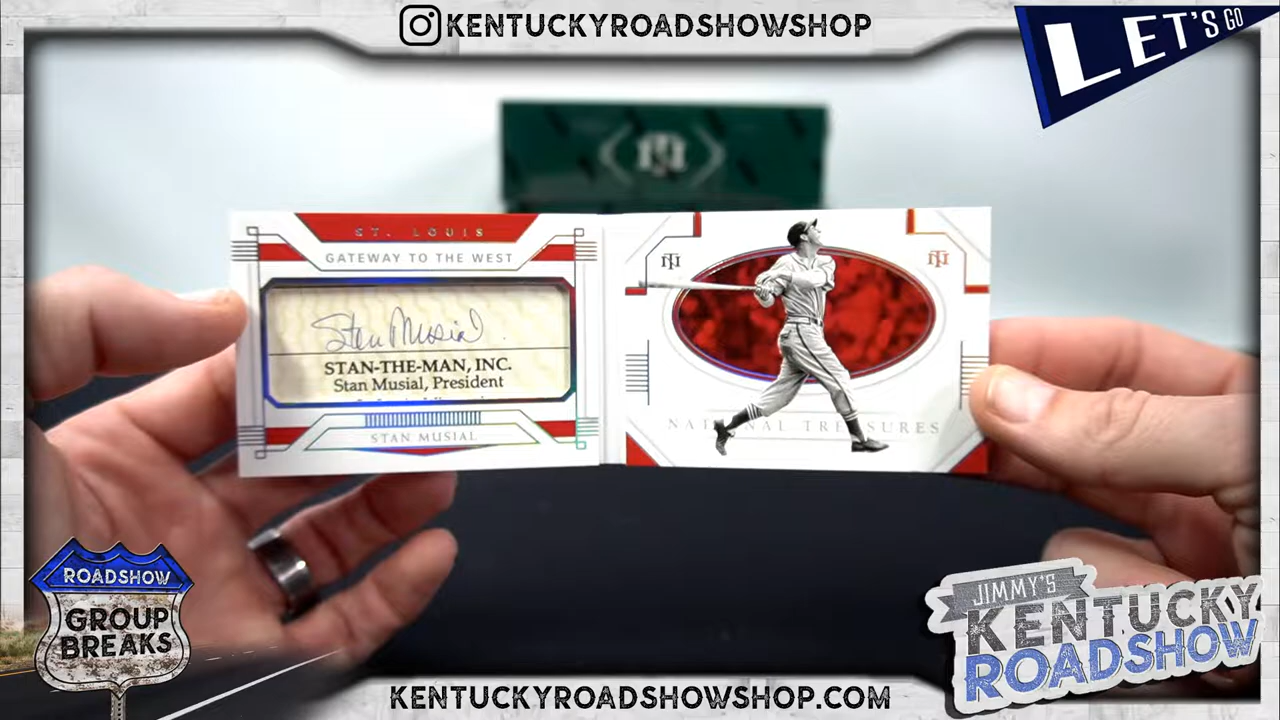 KENTUCKYROADSHOWSHOP
LET'S GO
ST. LOUIS
GATEWAY TO THE WEST
Stan Musial
STAN-THE-MAN, INC.
Stan Musial, President
STAN MUSIAL
NATIONAL TREASURES
ROADSHOW
GROUP
BREAKS
JIMMY'S
KENTUCKY
ROADSHOW
KENTUCKYROADSHOWSHOP.COM